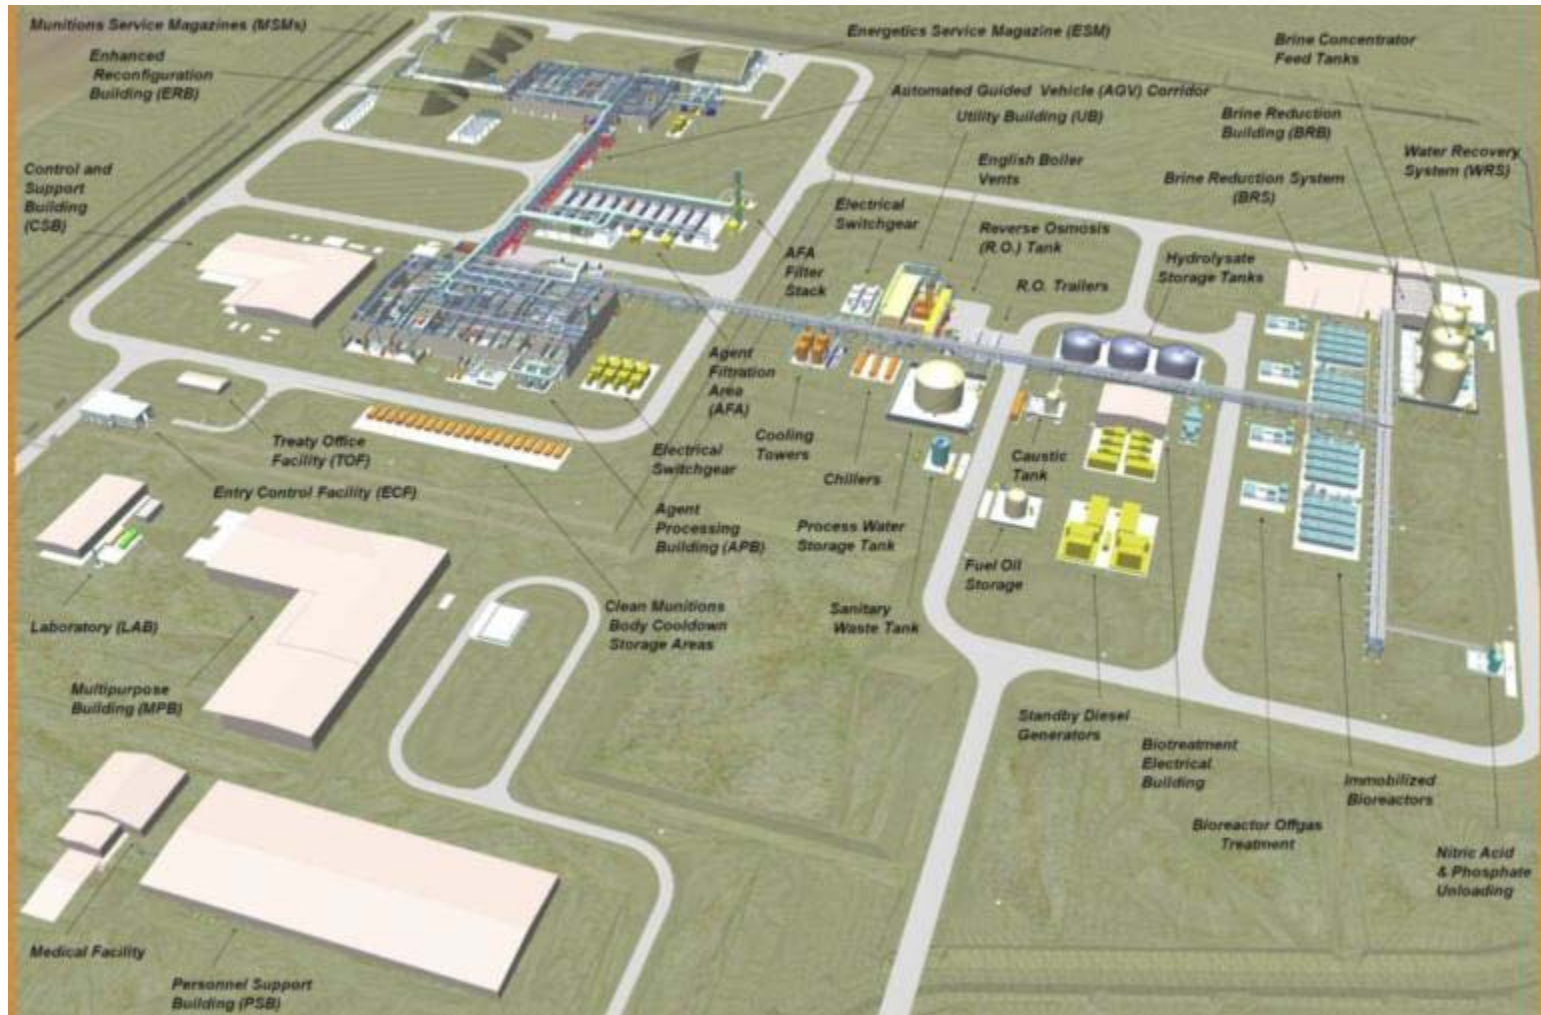 Munitions Service Magazines (MSMs)
Enhanced
Reconfiguration
Building (ERB)
Energetics Service Magazine (ESM)
Brine Concentrator
Feed Tanks
Automated Guided Vehicle (AGV) Corridor
Utility Building (UB)
Brine Reduction
Building (BRB)
Water Recovery
System (WRS)
Control and
Support
Building
(CSB)
English Boiler
Vents
Brine Reduction System
(BRS)
Electrical
Switchgear
Reverse Osmosis
(R.O.) Tank
AFA
Filter
Stack
Hydrolysate
Storage Tanks
R.O. Trailers
Agent
Filtration
Area
(AFA)
Treaty Office
Facility (TOF)
Electrical
Switchgear
Cooling
Towers
Chillers
Caustic
Tank
Entry Control Facility (ECF)
Agent
Processing
Building (APB)
Process Water
Storage Tank
Fuel Oil
Storage
Laboratory (LAB)
Clean Munitions
Body Cooldown
Storage Areas
Sanitary
Waste Tank
Multipurpose
Building (MPB)
Standby Diesel
Generators
Biotreatment
Electrical
Building
Immobilized
Bioreactors
Bioreactor Offgas
Treatment
Nitric Acid
& Phosphate
Unloading
Medical Facility
Personnel Support
Building (PSB)